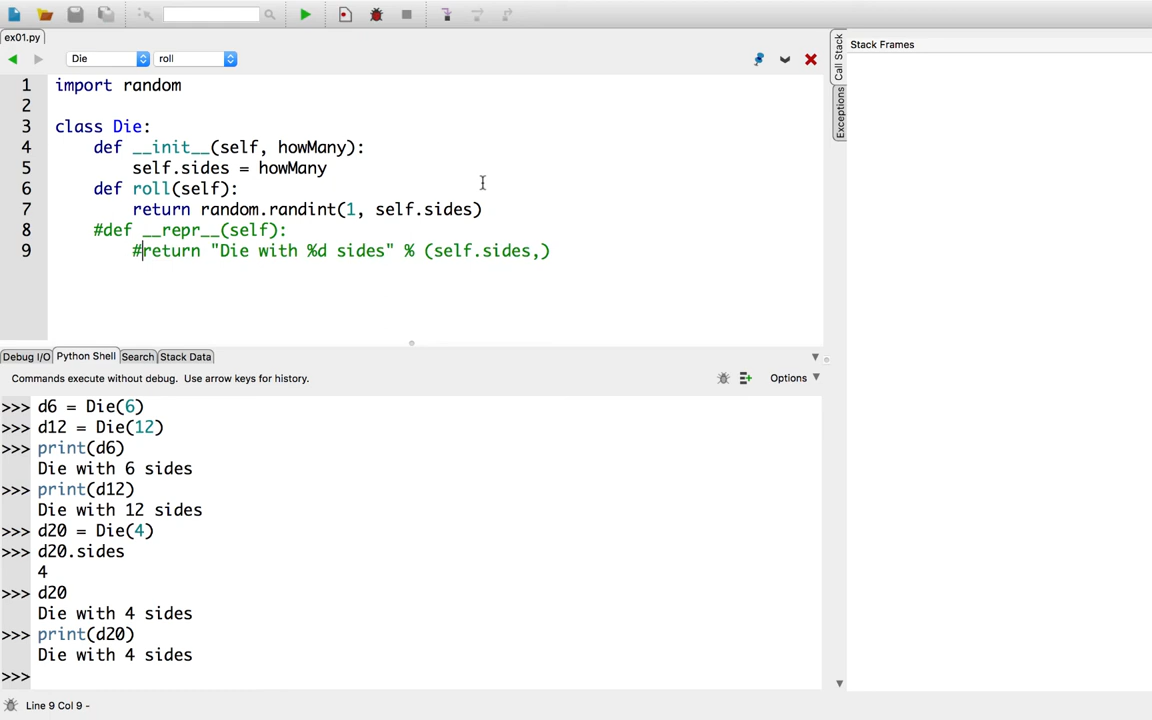 ex01.py
Die roll
1 import random
2
3 class Die:
4 def __init__(self, howMany):
5 self.sides = howMany
6 def roll(self):
7 return random.randint(1, self.sides)
8 #def __repr__(self):
9 #return "Die with %d sides" % (self.sides,)
Call Stack
Exceptions
Stack Frames
Debug I/O Python Shell Search Stack Data
Commands execute without debug.  Use arrow keys for history.
Options
>>> d6 = Die(6)
>>> d12 = Die(12)
>>> print(d6)
Die with 6 sides
>>> print(d12)
Die with 12 sides
>>> d20 = Die(4)
>>> d20.sides
4
>>> d20
Die with 4 sides
>>> print(d20)
Die with 4 sides
>>>
Line 9 Col 9 -